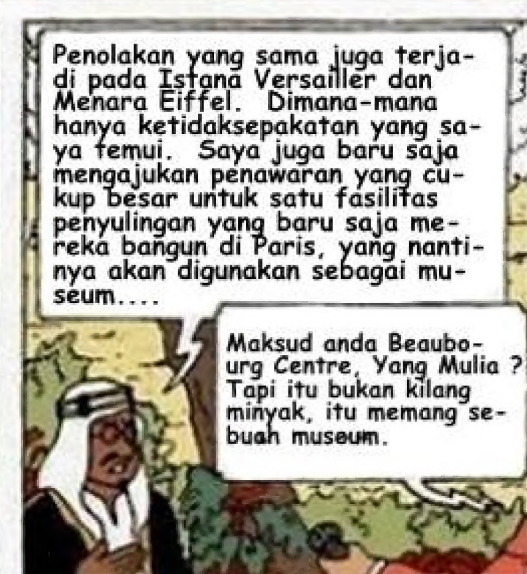 Penolakan yang sama juga terja-
di pada Istana Versailler dan
Menara Eiffel. Dimana-mana
hanya ketidaksepakatan yang sa-
ya temui. Saya juga baru saja
mengajukan penawaran yang cu-
kup besar untuk satu fasilitas
penyulingan yang baru saja me-
reka bangun di Paris, yang nanti-
nya akan digunakan sebagai mu-
seum....
Maksud anda Beaubo-
urg Centre, Yang Mulia ?
Tapi itu bukan kilang
minyak, itu memang se-
buah museum.